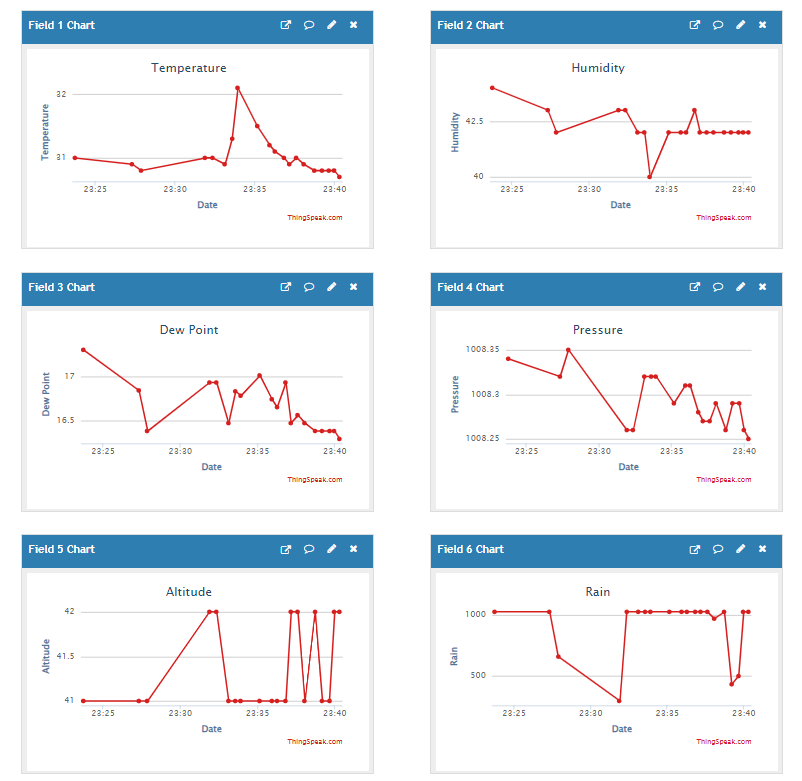 Field 1 Chart
Temperature
Temperature
32
31
23:25 23:30 23:35 23:40
Date
ThingSpeak.com
Field 2 Chart
Humidity
Humidity
42.5
40
23:25 23:30 23:35 23:40
Date
ThingSpeak.com
Field 3 Chart
Dew Point
Dew Point
17
16.5
23:25 23:30 23:35 23:40
Date
ThingSpeak.com
Field 4 Chart
Pressure
Pressure
1008.35
1008.3
1008.25
23:25 23:30 23:35 23:40
Date
ThingSpeak.com
Field 5 Chart
Altitude
Altitude
42
41.5
41
23:25 23:30 23:35 23:40
Date
ThingSpeak.com
Field 6 Chart
Rain
Rain
1000
500
23:25 23:30 23:35 23:40
Date
ThingSpeak.com